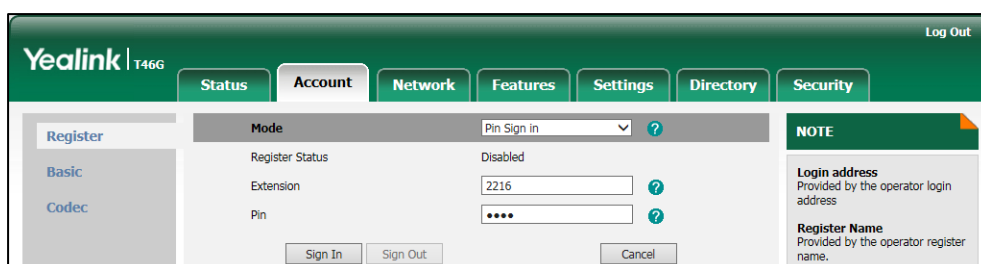 Log Out
Yealink T46G
Status Account Network Features Settings Directory Security
Register
Basic
Codec
Mode Pin Sign in ?
Register Status Disabled
Extension 2216 ?
Pin •••• ?
Sign In Sign Out Cancel
NOTE
Login address
Provided by the operator login
address
Register Name
Provided by the operator register
name.